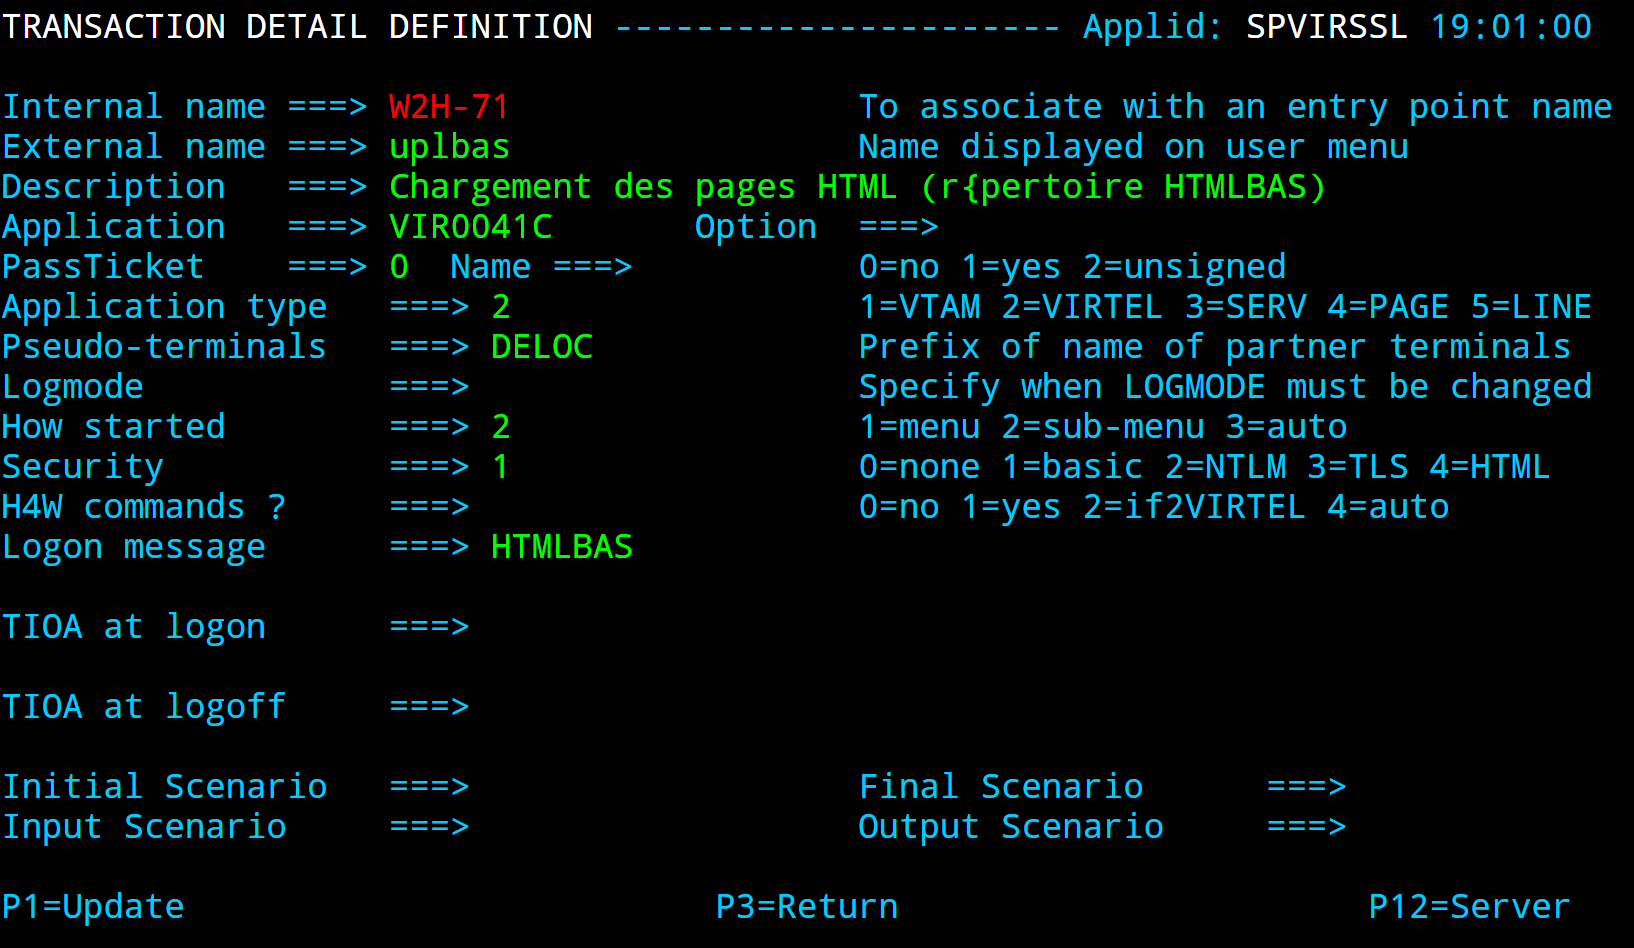 TRANSACTION DETAIL DEFINITION ---------------------- Applid: SPVIRSSL 19:01:00
Internal name ===> W2H-71 To associate with an entry point name
External name ===> uplbas Name displayed on user menu
Description ===> Chargement des pages HTML (r{pertoire HTMLBAS)
Application ===> VIR0041C Option ===>
PassTicket ===> 0 Name ===> 0=no 1=yes 2=unsigned
Application type ===> 2 1=VTAM 2=VIRTEL 3=SERV 4=PAGE 5=LINE
Pseudo-terminals ===> DELOC Prefix of name of partner terminals
Logmode ===> Specify when LOGMODE must be changed
How started ===> 2 1=menu 2=sub-menu 3=auto
Security ===> 1 0=none 1=basic 2=NTLM 3=TLS 4=HTML
H4W commands ? ===> 0=no 1=yes 2=if2VIRTEL 4=auto
Logon message ===> HTMLBAS
TIOA at logon ===>
TIOA at logoff ===>
Initial Scenario ===> Final Scenario ===>
Input Scenario ===> Output Scenario ===>
P1=Update P3=Return P12=Server